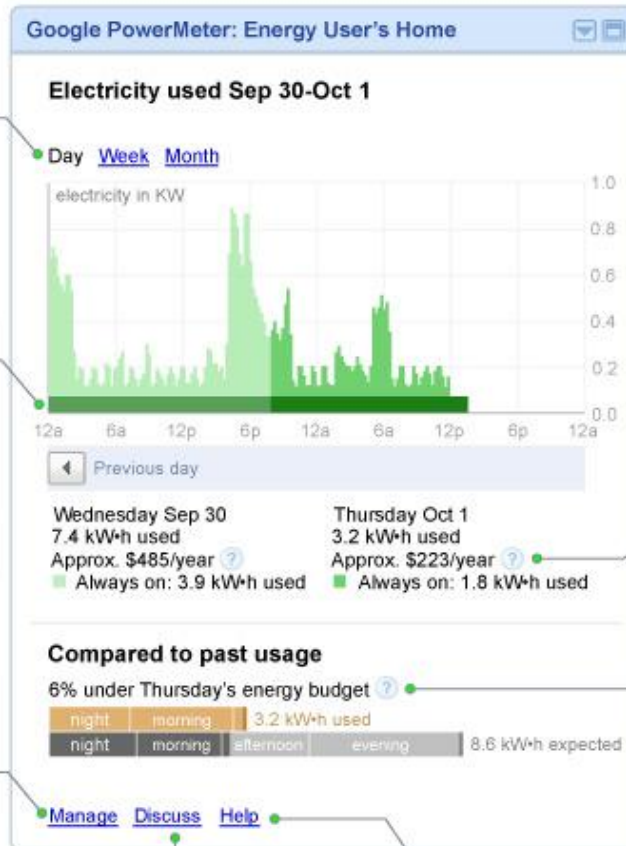 Google PowerMeter: Energy User's Home
Electricity used Sep 30-Oct 1
Day Week Month
electricity in KW
1.0
0.8
0.6
0.4
0.2
0.0
12a 6a 12p 6p 12a 6a 12p 6p 12a
Previous day
Wednesday Sep 30
7.4 kW•h used
Approx. $485/year ?
Always on: 3.9 kW•h used
Thursday Oct 1
3.2 kW•h used
Approx. $223/year ?
Always on: 1.8 kW•h used
Compared to past usage
6% under Thursday's energy budget ?
night morning 3.2 kW•h used
night morning afternoon evening 8.6 kW•h expected
Manage Discuss Help